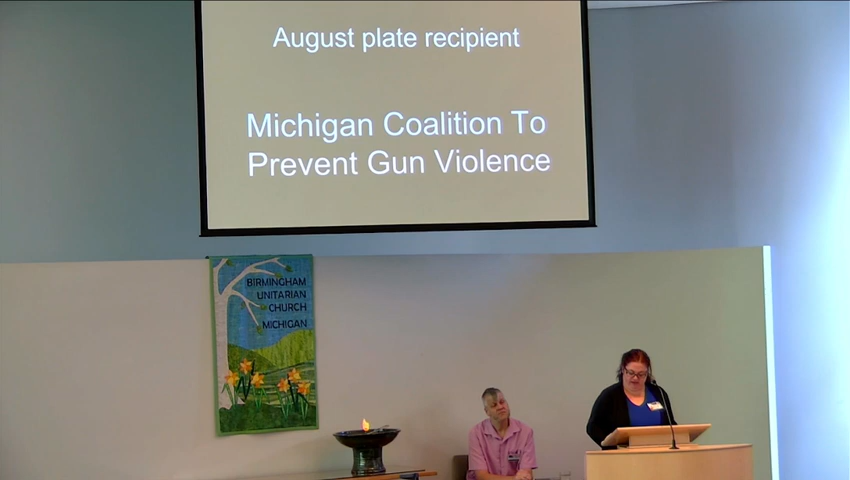 August plate recipient
Michigan Coalition To
Prevent Gun Violence
BIRMINGHAM
UNITARIAN
CHURCH
MICHIGAN